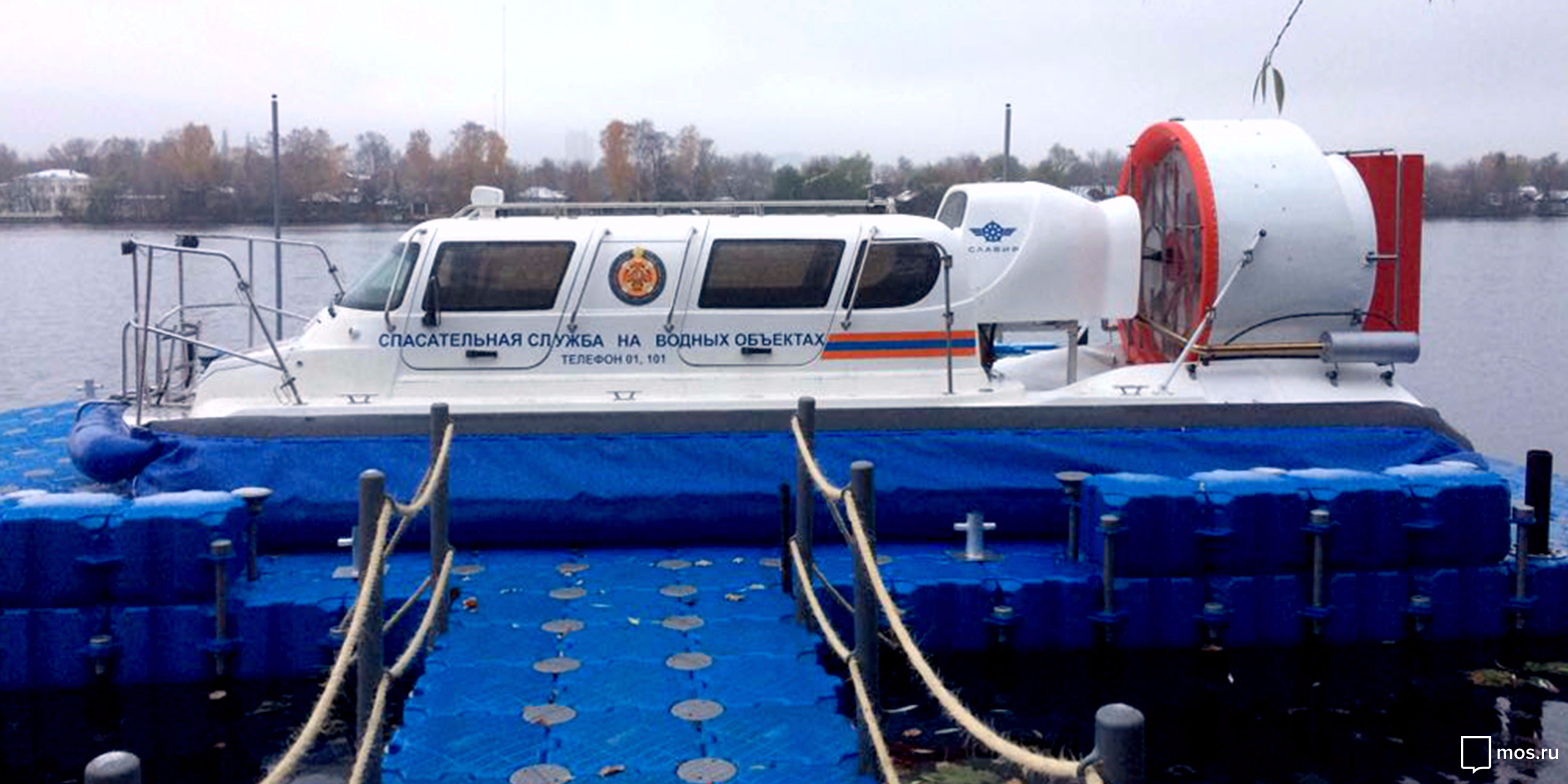 СЛАВИР
СПАСАТЕЛЬНАЯ СЛУЖБА НА ВОДНЫХ ОБЪЕКТАХ
ТЕЛЕФОН 01, 101
mos.ru